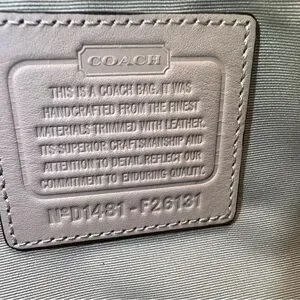 COACH
THIS IS A COACH BAG. IT WAS
HANDCRAFTED FROM THE FINEST
MATERIALS TRIMMED WITH LEATHER.
ITS SUPERIOR CRAFTSMANSHIP AND
ATTENTION TO DETAIL REFLECT OUR
COMMITMENT TO ENDURING QUALITY.
NºD1481-F26131